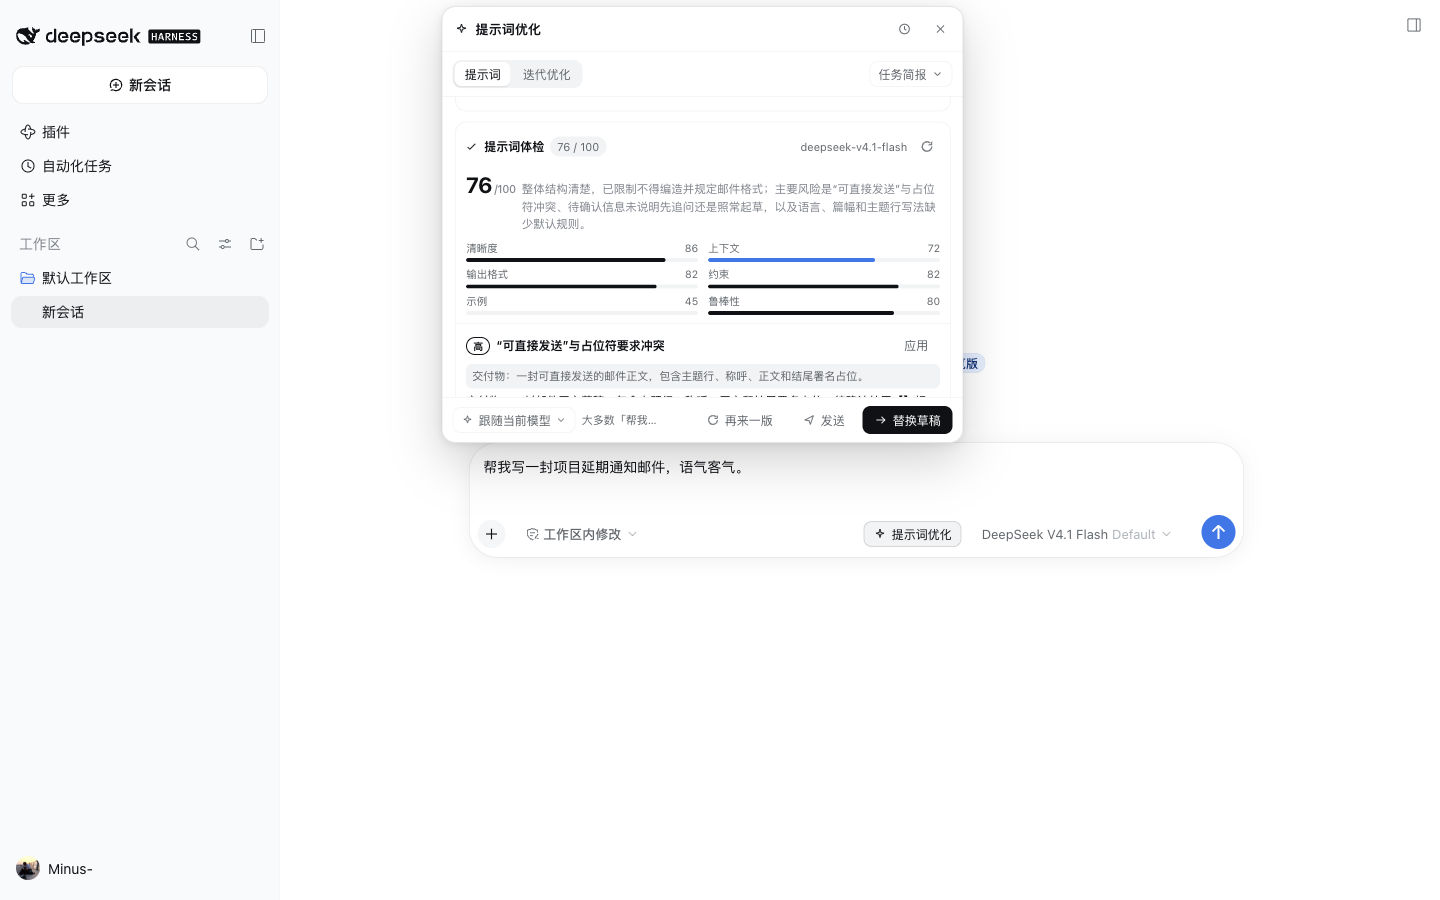 deepseek HARNESS
新会话
插件
自动化任务
更多
工作区
默认工作区
新会话
Minus-
提示词优化
提示词
迭代优化
任务简报
提示词体检
76 / 100
deepseek-v4.1-flash
76 /100
整体结构清楚，已限制不得编造并规定邮件格式；主要风险是“可直接发送”与占位
符冲突、待确认信息未说明先追问还是照常起草，以及语言、篇幅和主题行写法缺
少默认规则。
清晰度 86
上下文 72
输出格式 82
约束 82
示例 45
鲁棒性 80
高 “可直接发送”与占位符要求冲突
应用
交付物：一封可直接发送的邮件正文，包含主题行、称呼、正文和结尾署名占位。
跟随当前模型
大多数「帮我...
再来一版
发送
替换草稿
版
帮我写一封项目延期通知邮件，语气客气。
工作区内修改
提示词优化
DeepSeek V4.1 Flash Default